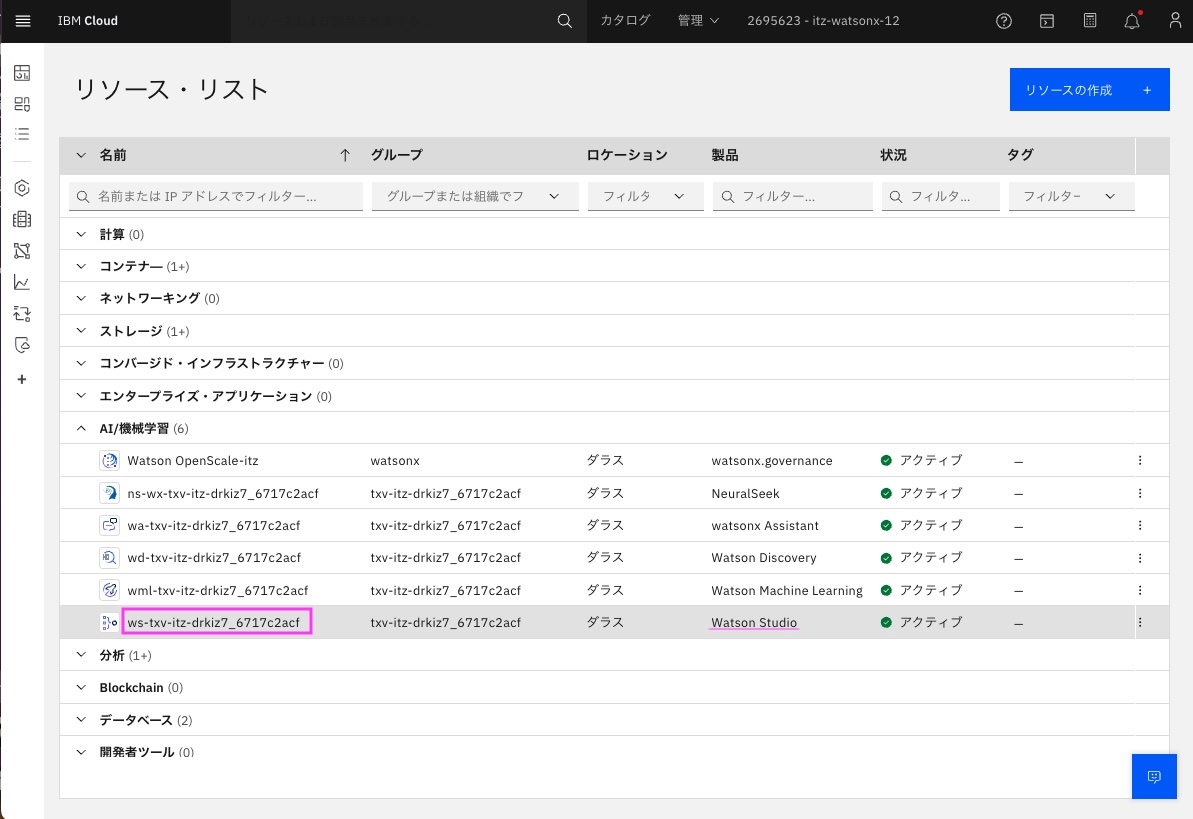 IBM Cloud カタログ 管理 2695623 - itz-watsonx-12
リソース・リスト
リソースの作成 +
名前 グループ ロケーション 製品 状況 タグ
名前または IP アドレスでフィルター... グループまたは組織でフ フィルタ フィルター... フィルタ... フィルター
計算 (0)
コンテナー (1+)
ネットワーキング (0)
ストレージ (1+)
コンバージド・インフラストラクチャー (0)
エンタープライズ・アプリケーション (0)
AI/機械学習 (6)
Watson OpenScale-itz watsonx ダラス watsonx.governance アクティブ —
ns-wx-txv-itz-drkiz7_6717c2acf txv-itz-drkiz7_6717c2acf ダラス NeuralSeek アクティブ —
wa-txv-itz-drkiz7_6717c2acf txv-itz-drkiz7_6717c2acf ダラス watsonx Assistant アクティブ —
wd-txv-itz-drkiz7_6717c2acf txv-itz-drkiz7_6717c2acf ダラス Watson Discovery アクティブ —
wml-txv-itz-drkiz7_6717c2acf txv-itz-drkiz7_6717c2acf ダラス Watson Machine Learning アクティブ —
ws-txv-itz-drkiz7_6717c2acf txv-itz-drkiz7_6717c2acf ダラス Watson Studio アクティブ —
分析 (1+)
Blockchain (0)
データベース (2)
開発者ツール (0)